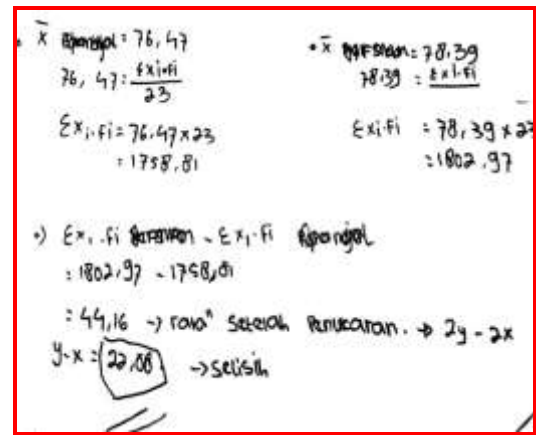 • x̄ = 76,47
76,47 = Σxi.fi
23
Σxi.fi = 76.47 x 23
= 1758,81
• x̄ = 78.39
78.39 = Σxi.fi
Σxi.fi = 78,39 x 23
= 1802.97
•) Σxi.fi - Σxi.fi
= 1802,97 - 1758,81
= 44,16 → rata" setelah Penukaran. → 2y - 2x
y-x = 22,08 → selisih